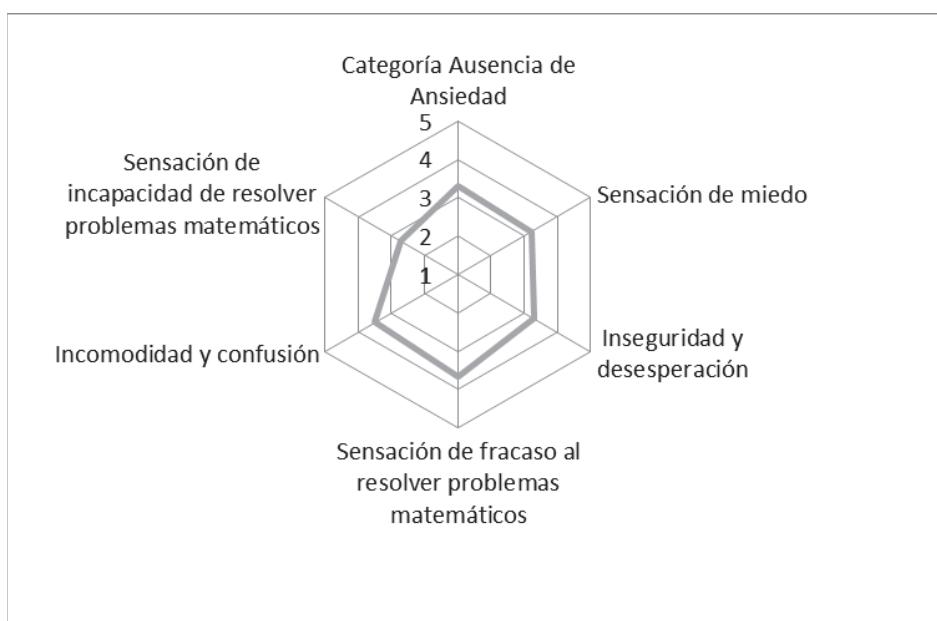 Categoría Ausencia de
Ansiedad
5
4
3
2
1
Sensación de miedo
Inseguridad y
desesperación
Sensación de fracaso al
resolver problemas
matemáticos
Incomodidad y confusión
Sensación de
incapacidad de resolver
problemas matemáticos